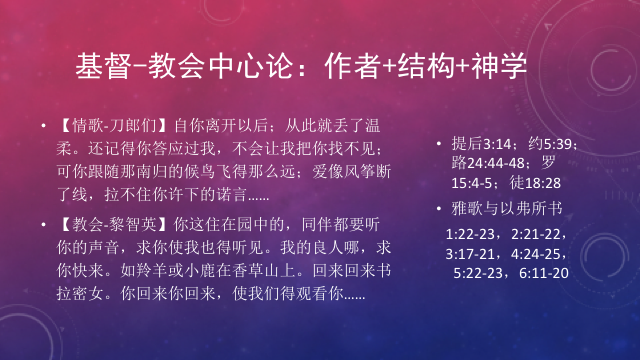 基督-教会中心论：作者+结构+神学
• 【情歌-刀郎们】自你离开以后；从此就丢了温
柔。还记得你答应过我，不会让我把你找不见；
可你跟随那南归的候鸟飞得那么远；爱像风筝断
了线，拉不住你许下的诺言……
• 【教会-黎智英】你这住在园中的，同伴都要听
你的声音，求你使我也得听见。我的良人哪，求
你快来。如羚羊或小鹿在香草山上。回来回来书
拉密女。你回来你回来，使我们得观看你……
• 提后3:14；约5:39；
路24:44-48；罗
15:4-5；徒18:28
• 雅歌与以弗所书
1:22-23，2:21-22，
3:17-21，4:24-25，
5:22-23，6:11-20